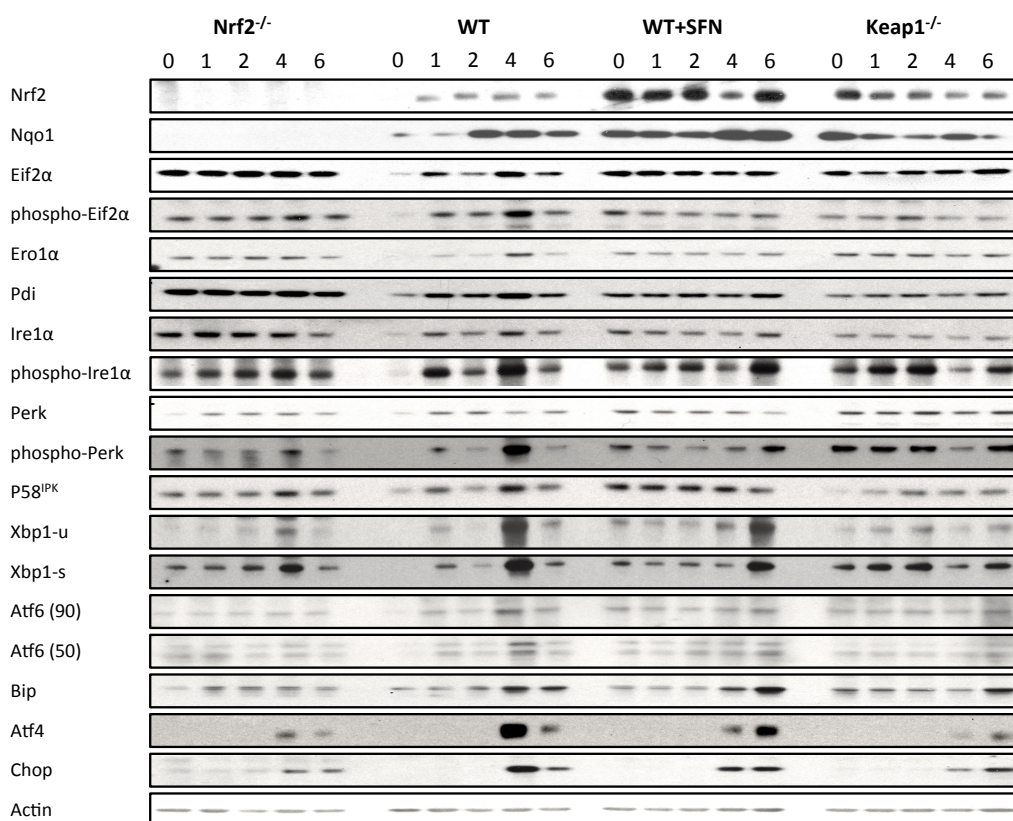 Nrf2-/- WT WT+SFN Keap1-/-
0 1 2 4 6 0 1 2 4 6 0 1 2 4 6 0 1 2 4 6
Nrf2
Nqo1
Eif2α
phospho-Eif2α
Ero1α
Pdi
Ire1α
phospho-Ire1α
Perk
phospho-Perk
P58IPK
Xbp1-u
Xbp1-s
Atf6 (90)
Atf6 (50)
Bip
Atf4
Chop
Actin